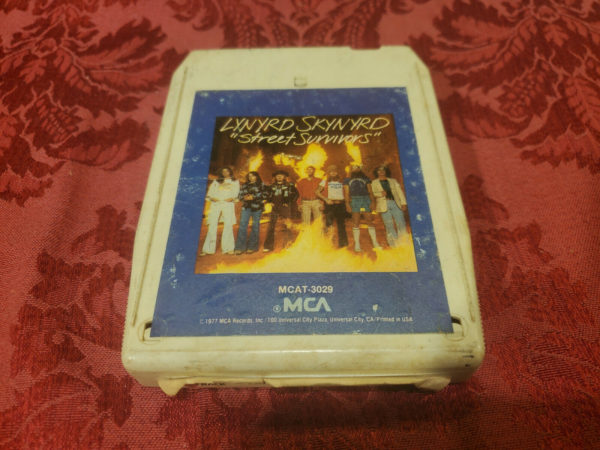 LYNYRD SKYNYRD
"Street Survivors"
MCAT-3029
MCA
© 1977 MCA Records, Inc./100 Universal City Plaza, Universal City, CA/Printed in USA